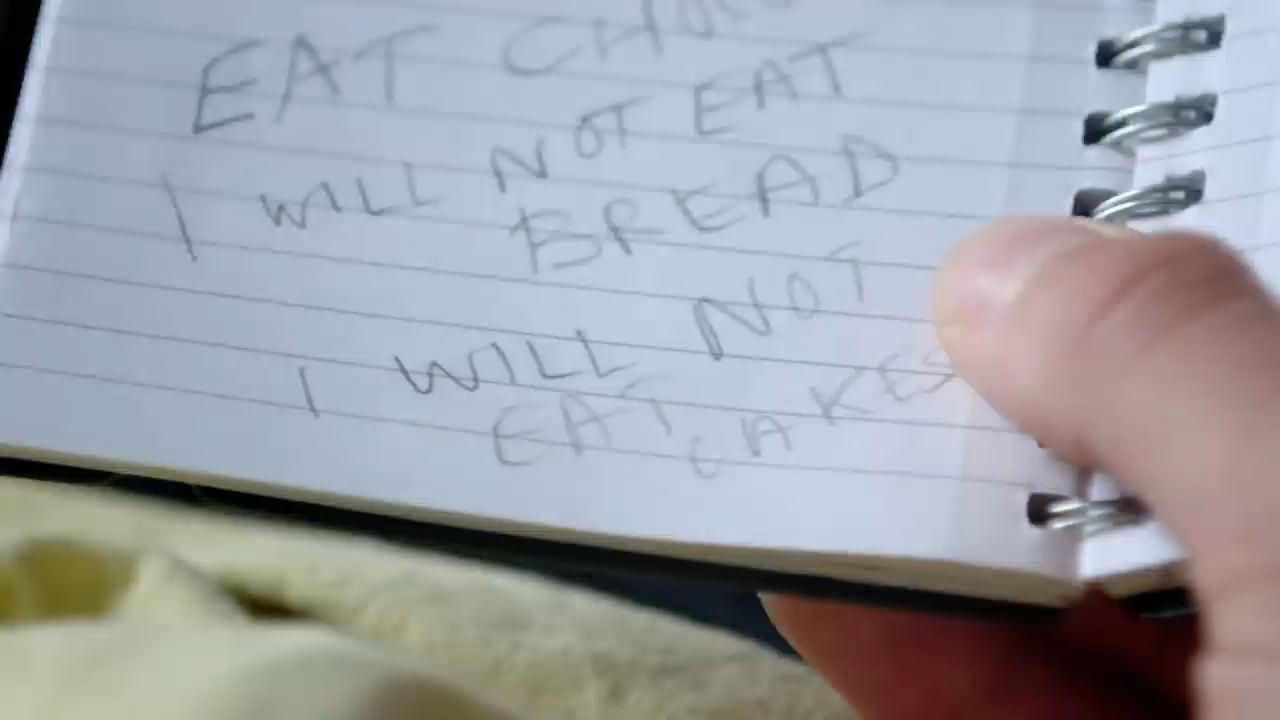 EAT
I WILL NOT EAT
BREAD
I WILL NOT
EAT CAKES